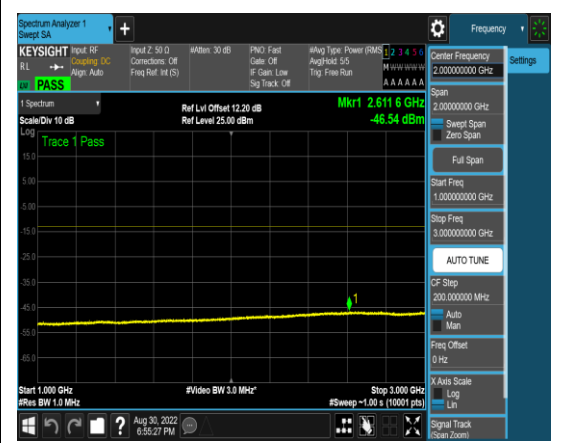 Spectrum Analyzer 1
Swept SA
Frequency
KEYSIGHT
RL
PASS
Input: RF
Coupling: DC
Align: Auto
Input Z: 50 Ω
Corrections: Off
Freq Ref: Int (S)
#Atten: 30 dB
PNO: Fast
Gate: Off
IF Gain: Low
Sig Track: Off
#Avg Type: Power (RMS
Avg|Hold: 5/5
Trig: Free Run
1 2 3 4 5 6
M W W W W W
A A A A A A
1 Spectrum
Scale/Div 10 dB
Ref Lvl Offset 12.20 dB
Ref Level 25.00 dBm
Mkr1 2.611 6 GHz
-46.54 dBm
Log
Trace 1 Pass
15.0
5.00
-5.00
-15.0
-25.0
-35.0
-45.0
-55.0
-65.0
1
Start 1.000 GHz
#Res BW 1.0 MHz
#Video BW 3.0 MHz*
Stop 3.000 GHz
#Sweep ~1.00 s (10001 pts)
Aug 30, 2022
6:55:27 PM
Center Frequency
2.000000000 GHz
Settings
Span
2.00000000 GHz
Swept Span
Zero Span
Full Span
Start Freq
1.000000000 GHz
Stop Freq
3.000000000 GHz
AUTO TUNE
CF Step
200.000000 MHz
Auto
Man
Freq Offset
0 Hz
X Axis Scale
Log
Lin
Signal Track
(Span Zoom)